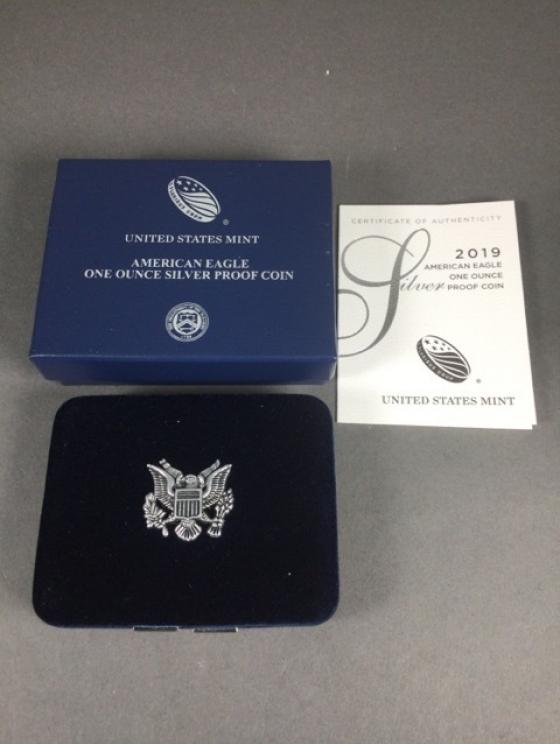 UNITED STATES MINT
AMERICAN EAGLE
ONE OUNCE SILVER PROOF COIN
CERTIFICATE OF AUTHENTICITY
2019
AMERICAN EAGLE
ONE OUNCE
Silver PROOF COIN
UNITED STATES MINT